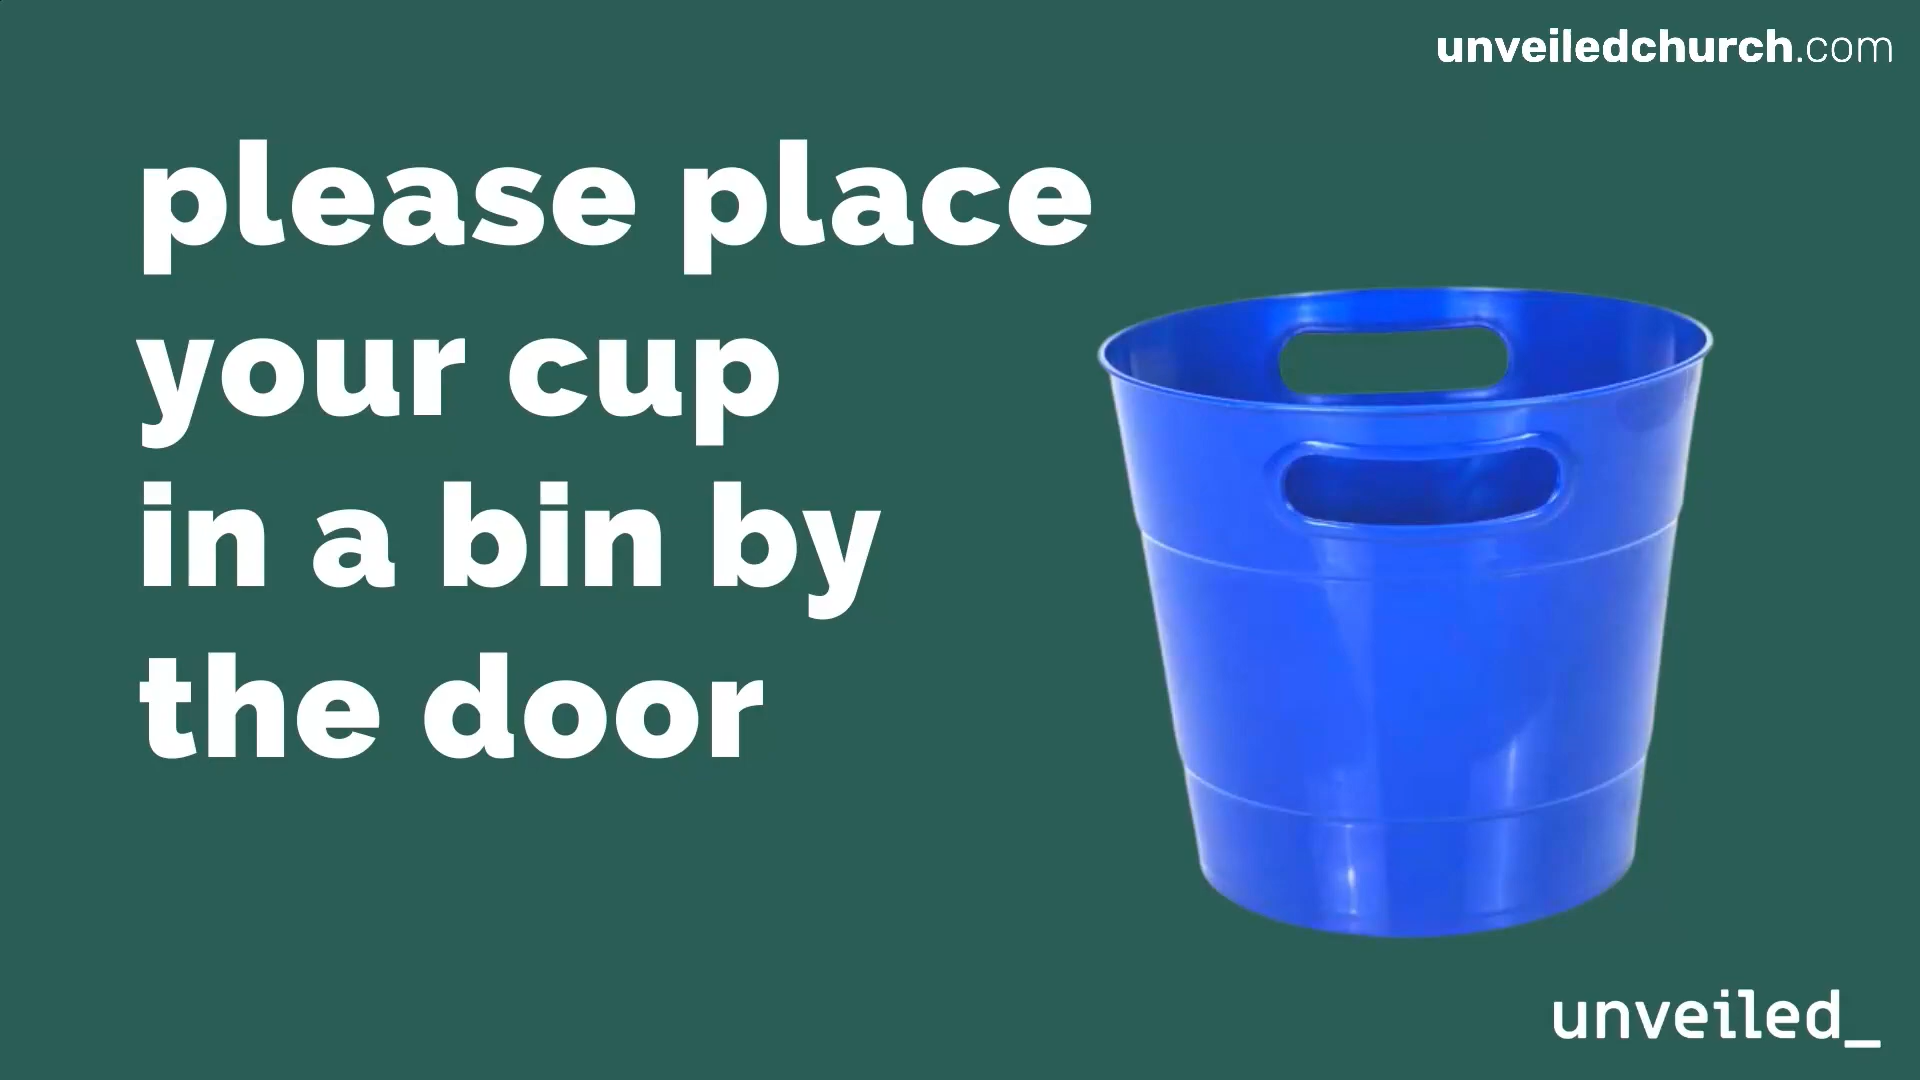 unveiledchurch.com
please place
your cup
in a bin by
the door
unveiled_